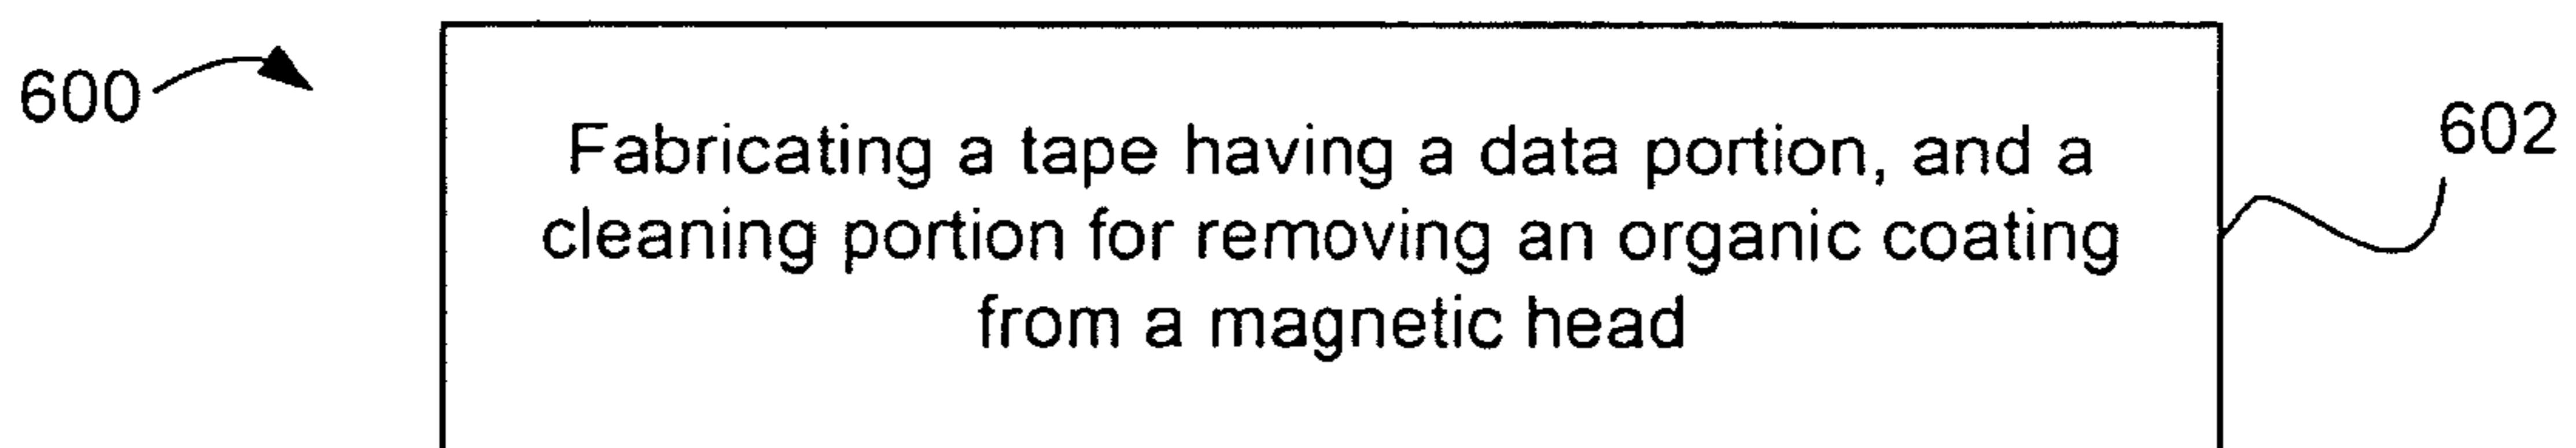 600
Fabricating a tape having a data portion, and a
cleaning portion for removing an organic coating
from a magnetic head
602